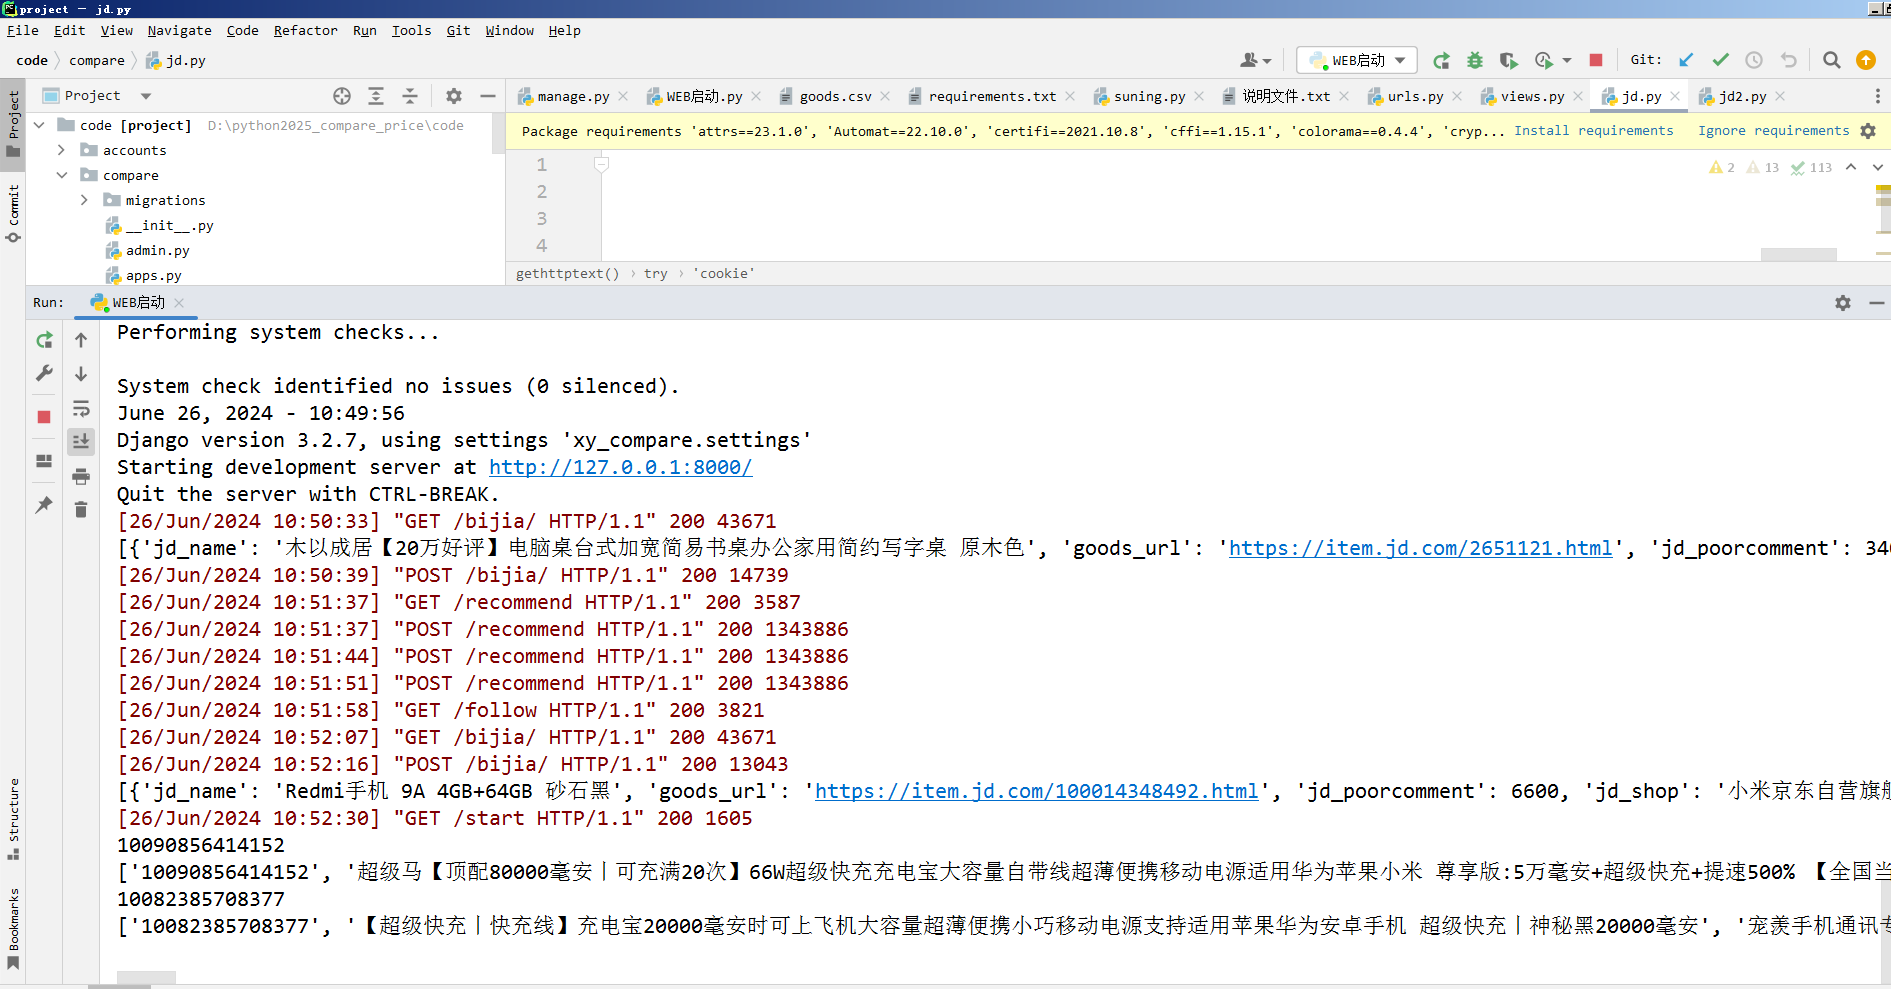 project – jd.py
File Edit View Navigate Code Refactor Run Tools Git Window Help
code compare jd.py WEB启动 Git:
Project
manage.py WEB启动.py goods.csv requirements.txt suning.py 说明文件.txt urls.py views.py jd.py jd2.py
code [project] D:\python2025_compare_price\code
accounts
compare
migrations
__init__.py
admin.py
apps.py
Package requirements 'attrs==23.1.0', 'Automat==22.10.0', 'certifi==2021.10.8', 'cffi==1.15.1', 'colorama==0.4.4', 'cryp... Install requirements Ignore requirements
1
2
3
4
2 13 113
gethttptext() › try › 'cookie'
Project
Commit
Structure
Bookmarks
Run: WEB启动
Performing system checks...
System check identified no issues (0 silenced).
June 26, 2024 - 10:49:56
Django version 3.2.7, using settings 'xy_compare.settings'
Starting development server at http://127.0.0.1:8000/
Quit the server with CTRL-BREAK.
[26/Jun/2024 10:50:33] "GET /bijia/ HTTP/1.1" 200 43671
[{'jd_name': '木以成居【20万好评】电脑桌台式加宽简易书桌办公家用简约写字桌 原木色', 'goods_url': 'https://item.jd.com/2651121.html', 'jd_poorcomment': 340
[26/Jun/2024 10:50:39] "POST /bijia/ HTTP/1.1" 200 14739
[26/Jun/2024 10:51:37] "GET /recommend HTTP/1.1" 200 3587
[26/Jun/2024 10:51:37] "POST /recommend HTTP/1.1" 200 1343886
[26/Jun/2024 10:51:44] "POST /recommend HTTP/1.1" 200 1343886
[26/Jun/2024 10:51:51] "POST /recommend HTTP/1.1" 200 1343886
[26/Jun/2024 10:51:58] "GET /follow HTTP/1.1" 200 3821
[26/Jun/2024 10:52:07] "GET /bijia/ HTTP/1.1" 200 43671
[26/Jun/2024 10:52:16] "POST /bijia/ HTTP/1.1" 200 13043
[{'jd_name': 'Redmi手机 9A 4GB+64GB 砂石黑', 'goods_url': 'https://item.jd.com/100014348492.html', 'jd_poorcomment': 6600, 'jd_shop': '小米京东自营旗舰
[26/Jun/2024 10:52:30] "GET /start HTTP/1.1" 200 1605
10090856414152
['10090856414152', '超级马【顶配80000毫安丨可充满20次】66W超级快充充电宝大容量自带线超薄便携移动电源适用华为苹果小米 尊享版:5万毫安+超级快充+提速500% 【全国当
10082385708377
['10082385708377', '【超级快充丨快充线】充电宝20000毫安时可上飞机大容量超薄便携小巧移动电源支持适用苹果华为安卓手机 超级快充丨神秘黑20000毫安', '宠羡手机通讯专